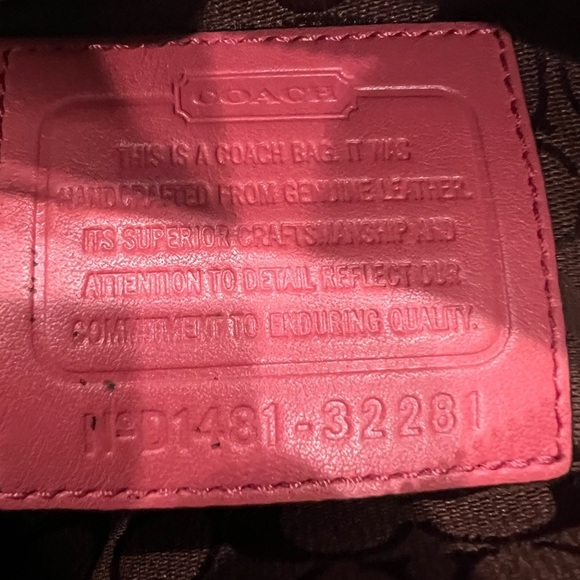 COACH
THIS IS A COACH BAG. IT WAS
HANDCRAFTED FROM GENUINE LEATHER.
ITS SUPERIOR CRAFTSMANSHIP AND
ATTENTION TO DETAIL REFLECT OUR
COMMITMENT TO ENDURING QUALITY.
Nº D1481-32281